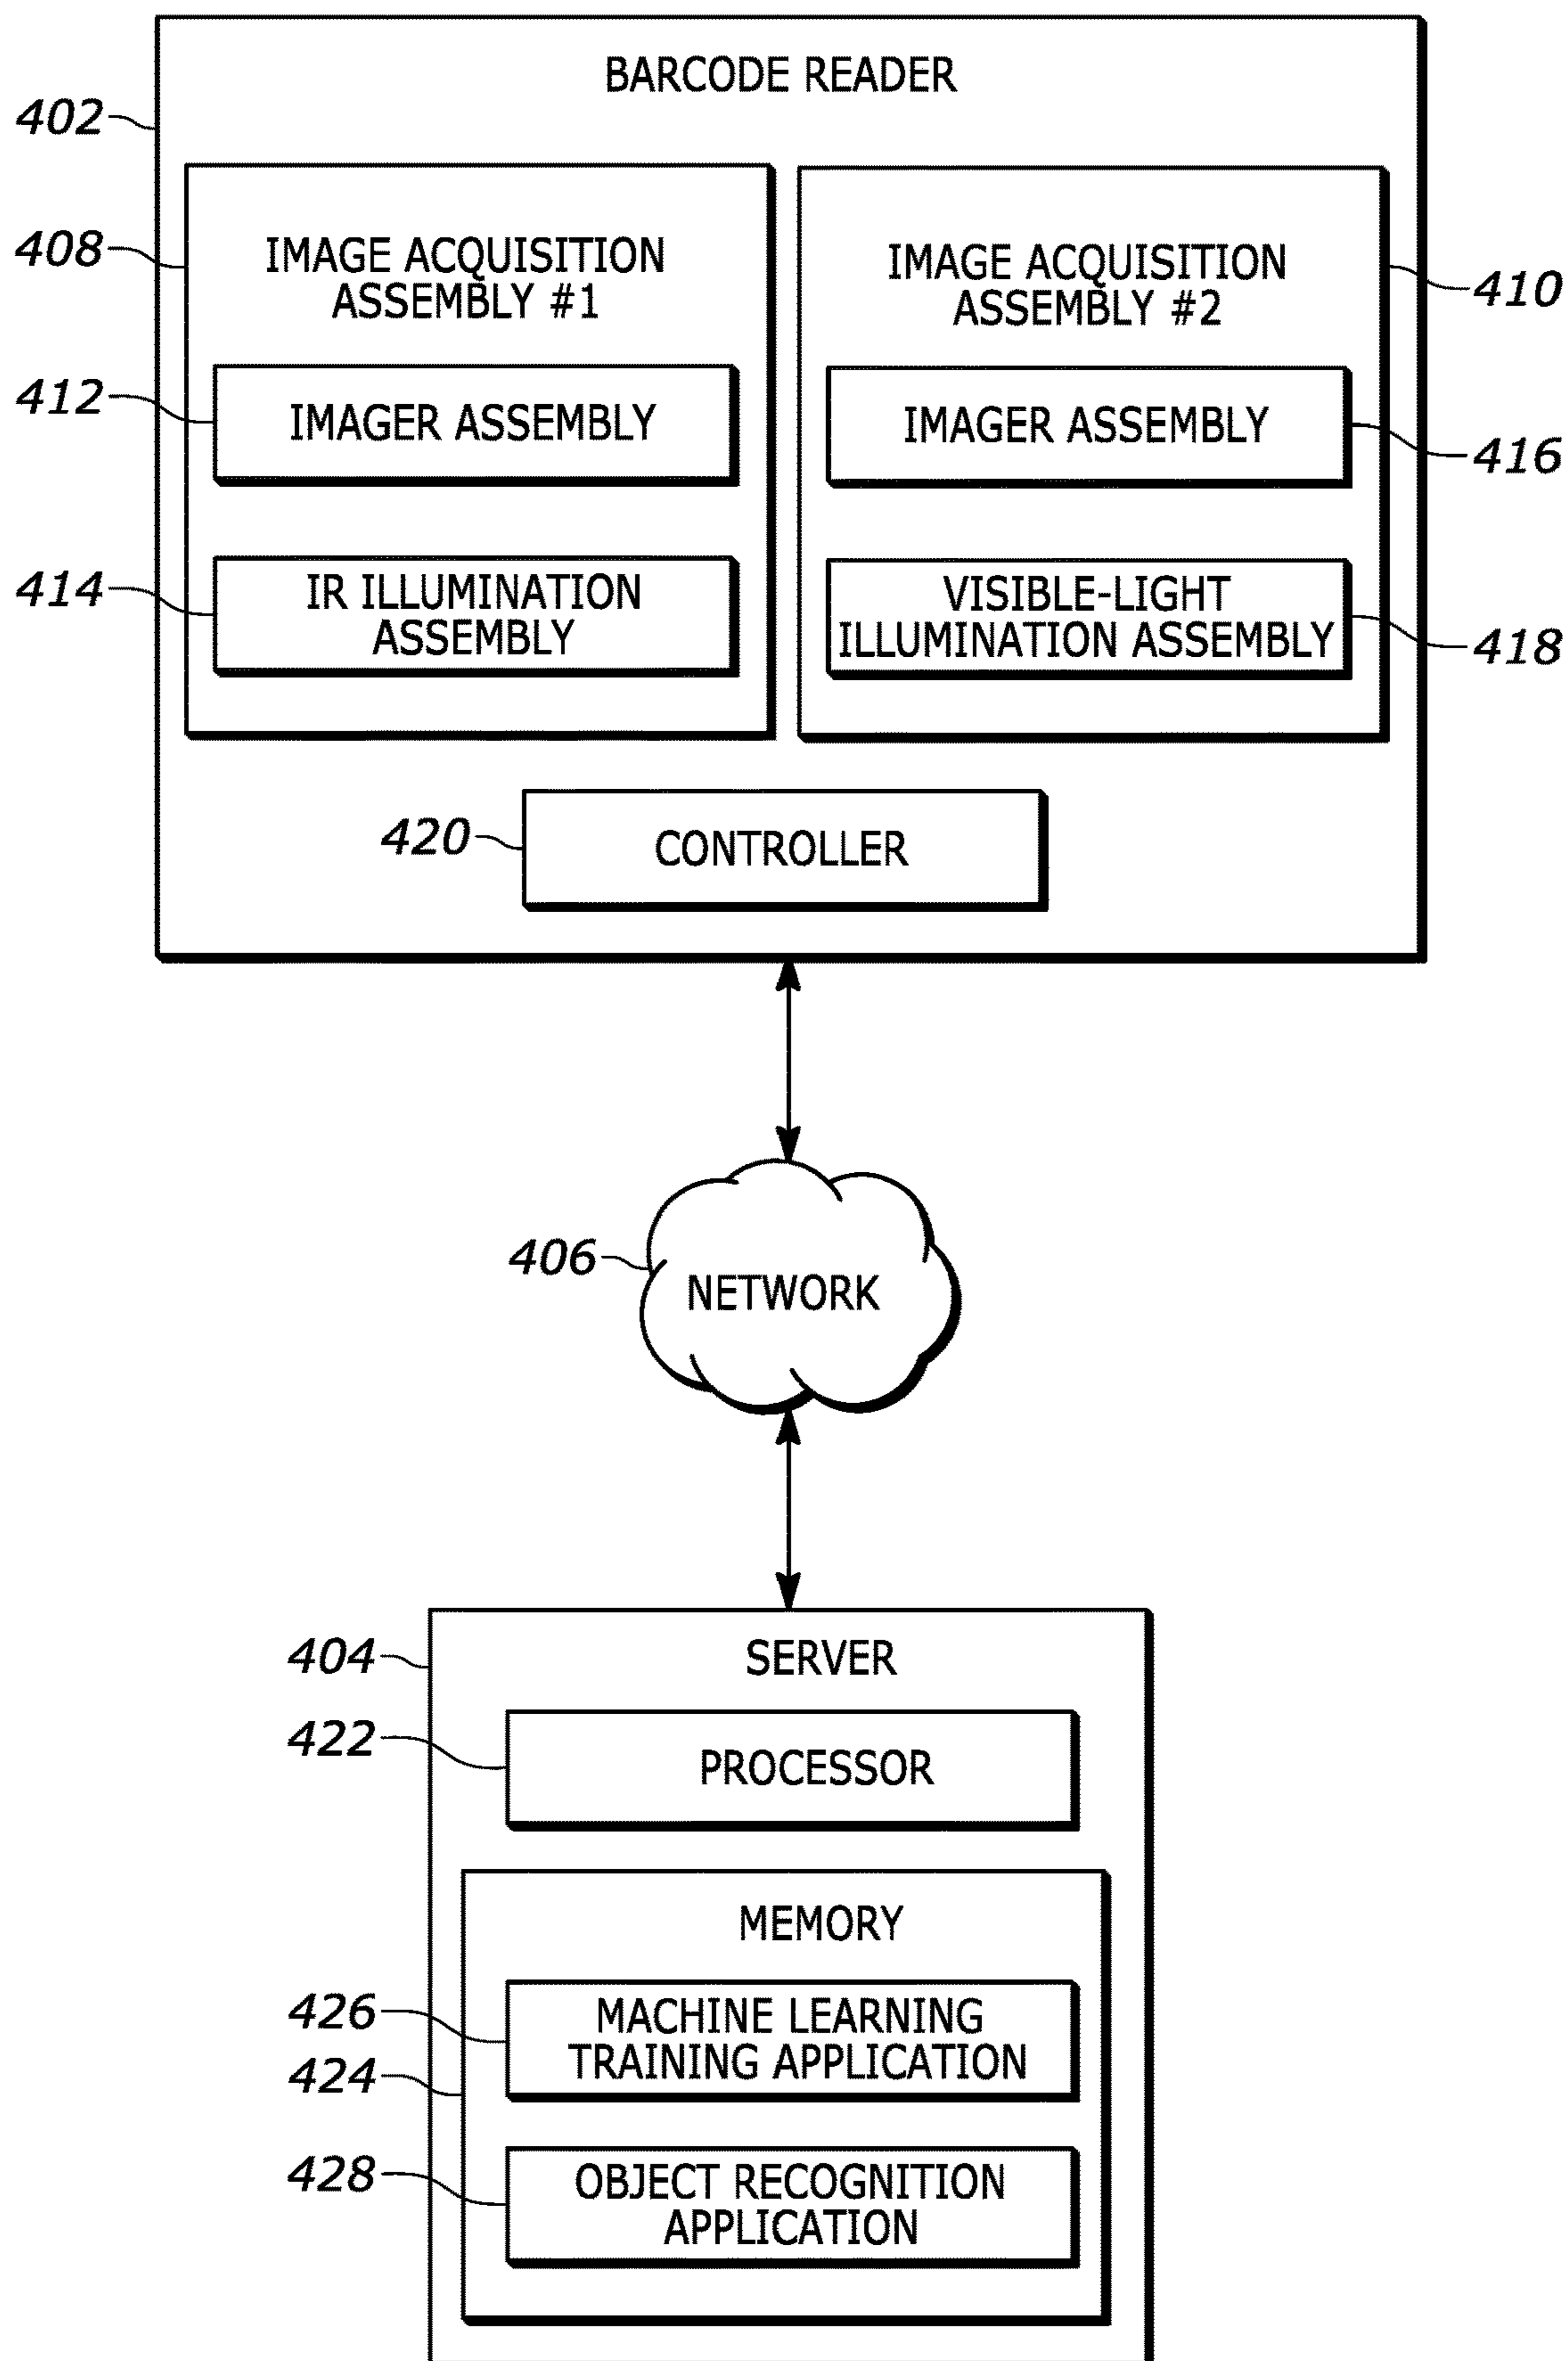 BARCODE READER
402
408
IMAGE ACQUISITION
ASSEMBLY #1
IMAGE ACQUISITION
ASSEMBLY #2
410
412
IMAGER ASSEMBLY
IMAGER ASSEMBLY
416
414
IR ILLUMINATION
ASSEMBLY
VISIBLE-LIGHT
ILLUMINATION ASSEMBLY
418
420
CONTROLLER
406
NETWORK
404
SERVER
422
PROCESSOR
MEMORY
426
MACHINE LEARNING
TRAINING APPLICATION
424
428
OBJECT RECOGNITION
APPLICATION